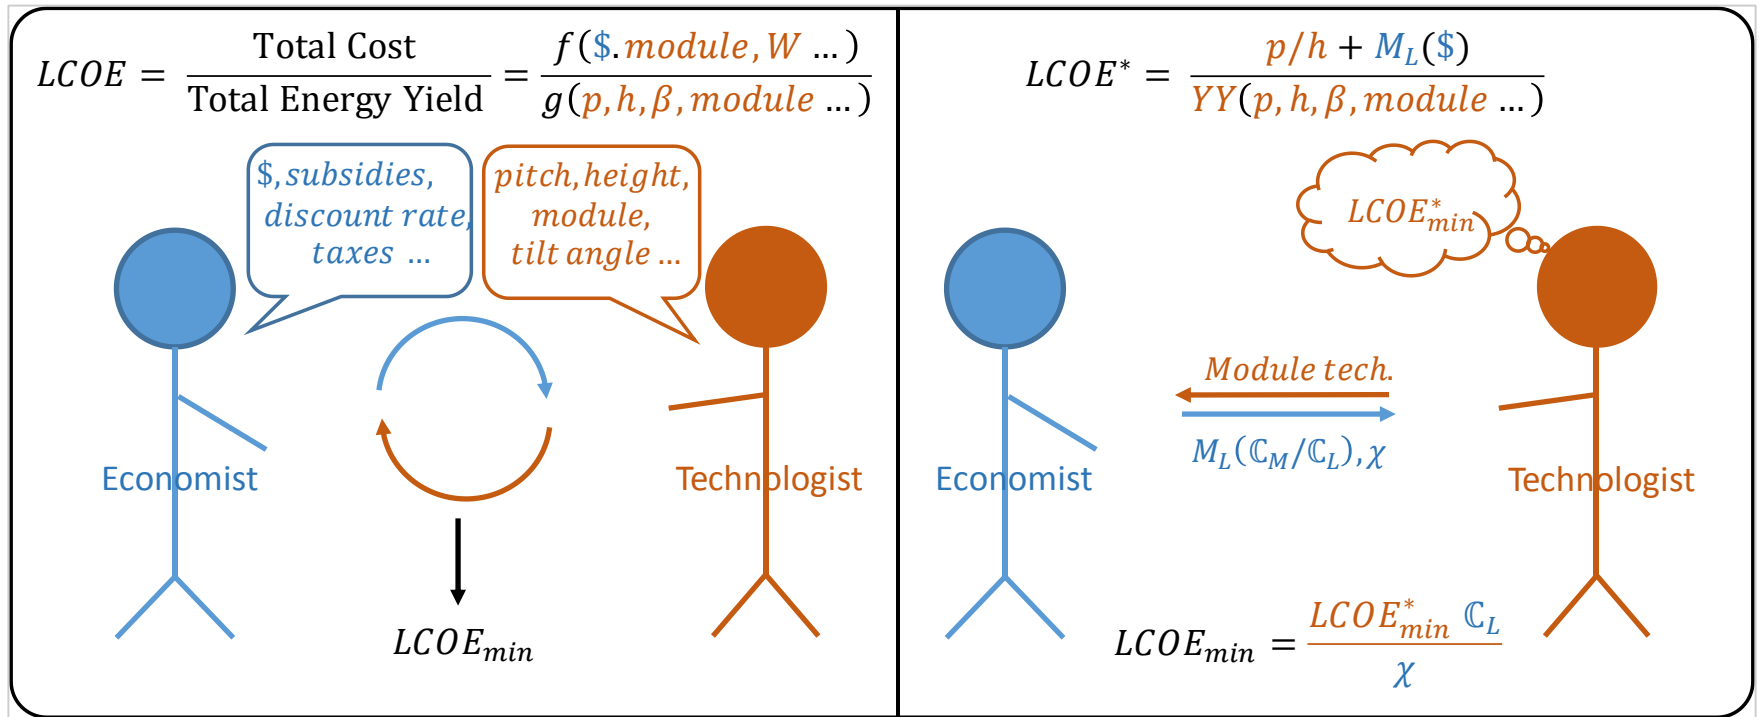 LCOE = Total Cost / Total Energy Yield = f($.module, W ...) / g(p, h, β, module ...)
$, subsidies,
discount rate,
taxes ...
pitch, height,
module,
tilt angle ...
Economist
Technologist
LCOE_min
LCOE* = p/h + M_L($) / YY(p, h, β, module ...)
LCOE*_min
Module tech.
M_L(ℂ_M/ℂ_L), χ
Economist
Technologist
LCOE_min = LCOE*_min ℂ_L / χ